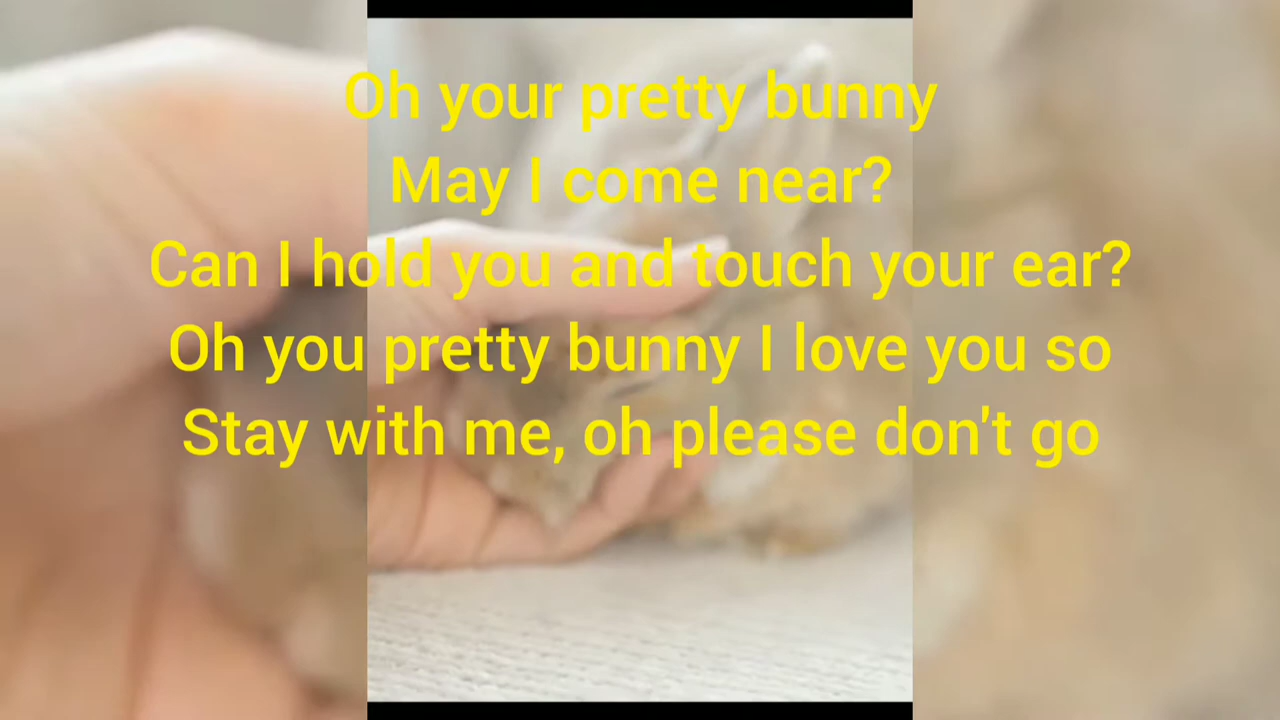 Oh your pretty bunny
May I come near?
Can I hold you and touch your ear?
Oh you pretty bunny I love you so
Stay with me, oh please don't go